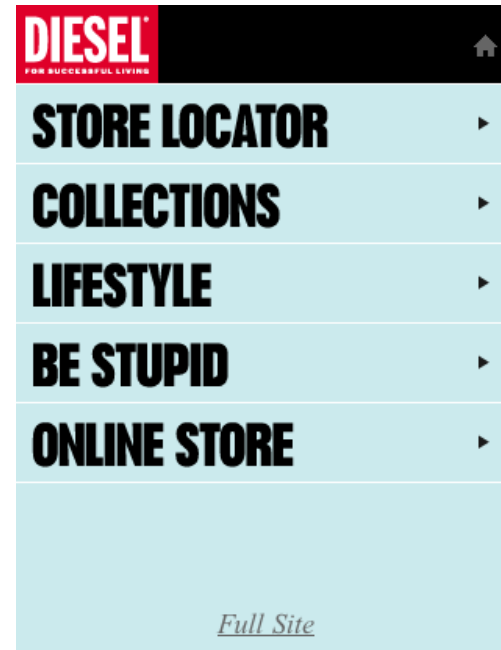 DIESEL
FOR SUCCESSFUL LIVING
STORE LOCATOR
COLLECTIONS
LIFESTYLE
BE STUPID
ONLINE STORE
Full Site